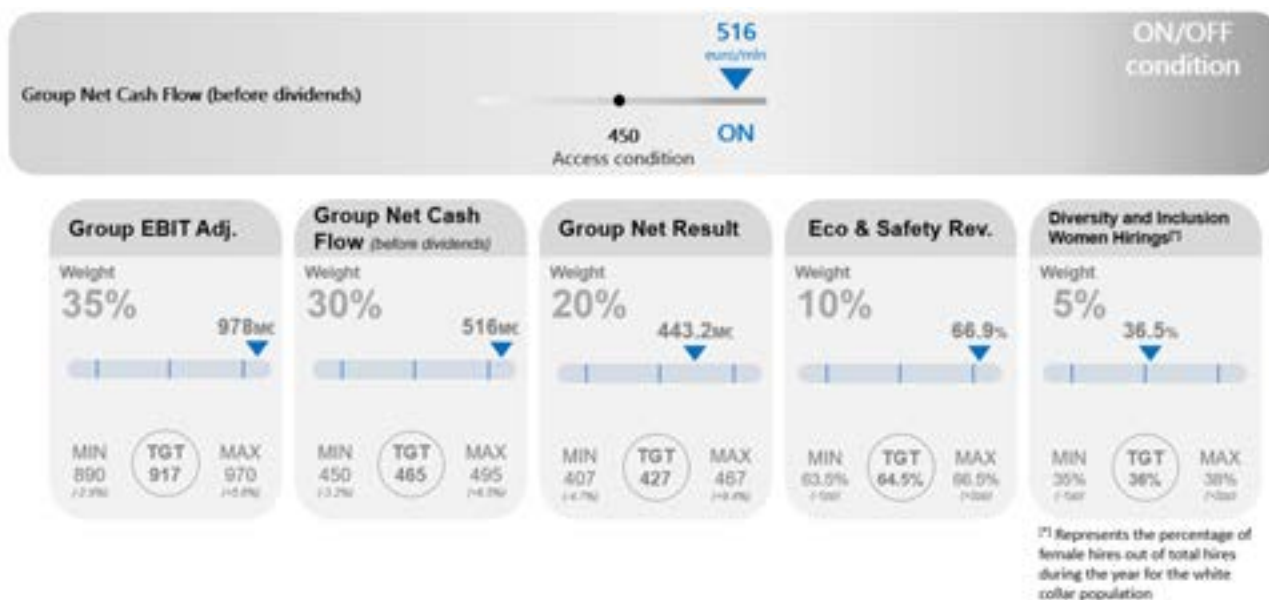 516
euro/mln
ON/OFF
condition
Group Net Cash Flow (before dividends)
450
ON
Access condition
Group EBIT Adj.
Weight
35%
978M€
MIN TGT MAX
890 917 970
Group Net Cash
Flow (before dividends)
Weight
30%
516M€
MIN TGT MAX
450 465 495
Group Net Result
Weight
20%
443.2M€
MIN TGT MAX
407 427 467
Eco & Safety Rev.
Weight
10%
66.9%
MIN TGT MAX
63.5% 64.5% 66.5%
Diversity and Inclusion
Women Hirings[*]
Weight
5%
36.5%
MIN TGT MAX
35% 36% 38%
[*] Represents the percentage of
female hires out of total hires
during the year for the white
collar population